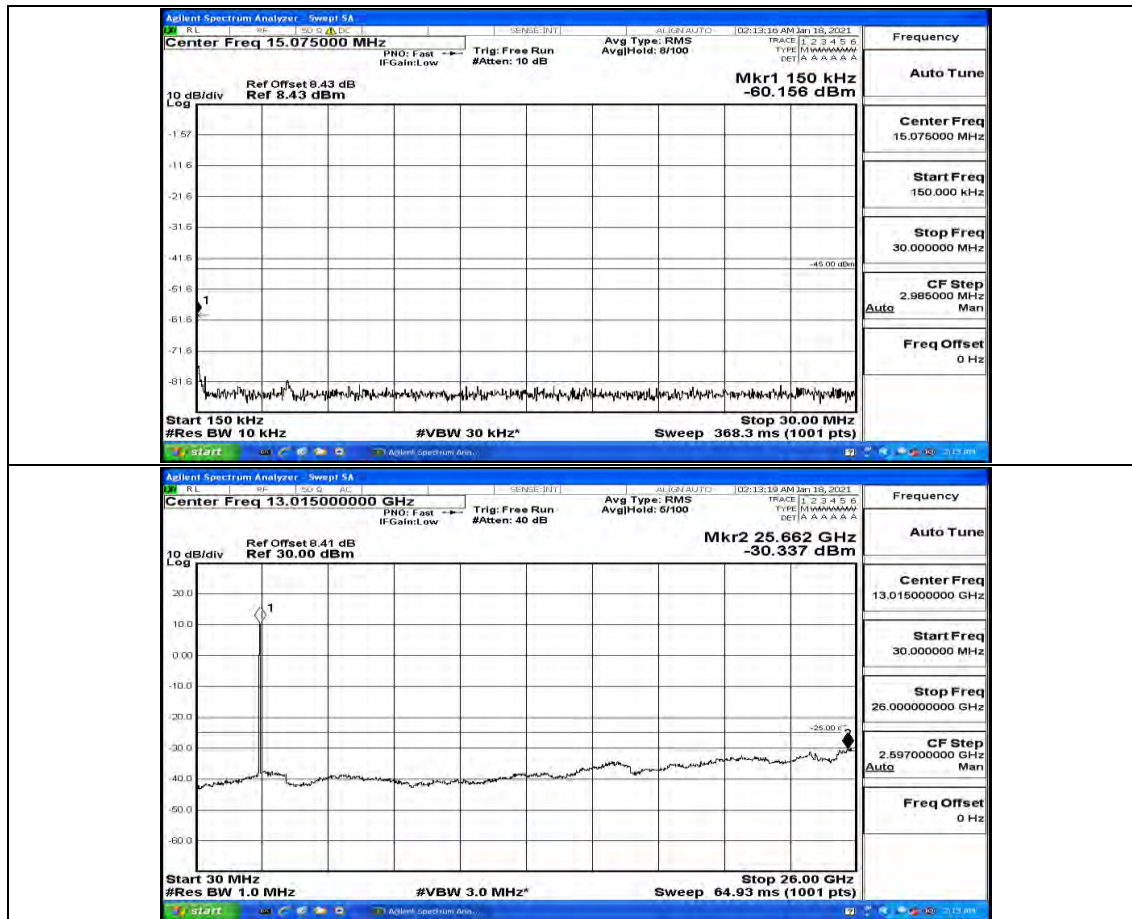 Agilent Spectrum Analyzer - Swept SA
RL RF 50 Ω DC SENSE:INT ALIGN AUTO 02:13:16 AM Jan 18, 2021
Center Freq 15.075000 MHz
PNO: Fast
IFGain:Low
Trig: Free Run
#Atten: 10 dB
Avg Type: RMS
Avg|Hold: 8/100
TRACE 1 2 3 4 5 6
TYPE MWWWWW
DET A A A A A A
Ref Offset 8.43 dB
10 dB/div Ref 8.43 dBm
Log
Mkr1 150 kHz
-60.156 dBm
-1.57
-11.6
-21.6
-31.6
-41.6
-45.00 dBm
-51.6
1
-61.6
-71.6
-81.6
Start 150 kHz Stop 30.00 MHz
#Res BW 10 kHz #VBW 30 kHz* Sweep 368.3 ms (1001 pts)
Frequency
Auto Tune
Center Freq
15.075000 MHz
Start Freq
150.000 kHz
Stop Freq
30.000000 MHz
CF Step
2.985000 MHz
Auto Man
Freq Offset
0 Hz
start Agilent Spectrum Ana... 2:13 AM
Agilent Spectrum Analyzer - Swept SA
RL RF 50 Ω AC SENSE:INT ALIGN AUTO 02:13:19 AM Jan 18, 2021
Center Freq 13.015000000 GHz
PNO: Fast
IFGain:Low
Trig: Free Run
#Atten: 40 dB
Avg Type: RMS
Avg|Hold: 5/100
TRACE 1 2 3 4 5 6
TYPE MWWWWW
DET A A A A A A
Ref Offset 8.41 dB
10 dB/div Ref 30.00 dBm
Log
Mkr2 25.662 GHz
-30.337 dBm
20.0
1
10.0
0.00
-10.0
-20.0
-25.00
2
-30.0
-40.0
-50.0
-60.0
Start 30 MHz Stop 26.00 GHz
#Res BW 1.0 MHz #VBW 3.0 MHz* Sweep 64.93 ms (1001 pts)
Frequency
Auto Tune
Center Freq
13.015000000 GHz
Start Freq
30.000000 MHz
Stop Freq
26.000000000 GHz
CF Step
2.597000000 GHz
Auto Man
Freq Offset
0 Hz
start Agilent Spectrum Ana... 2:13 AM